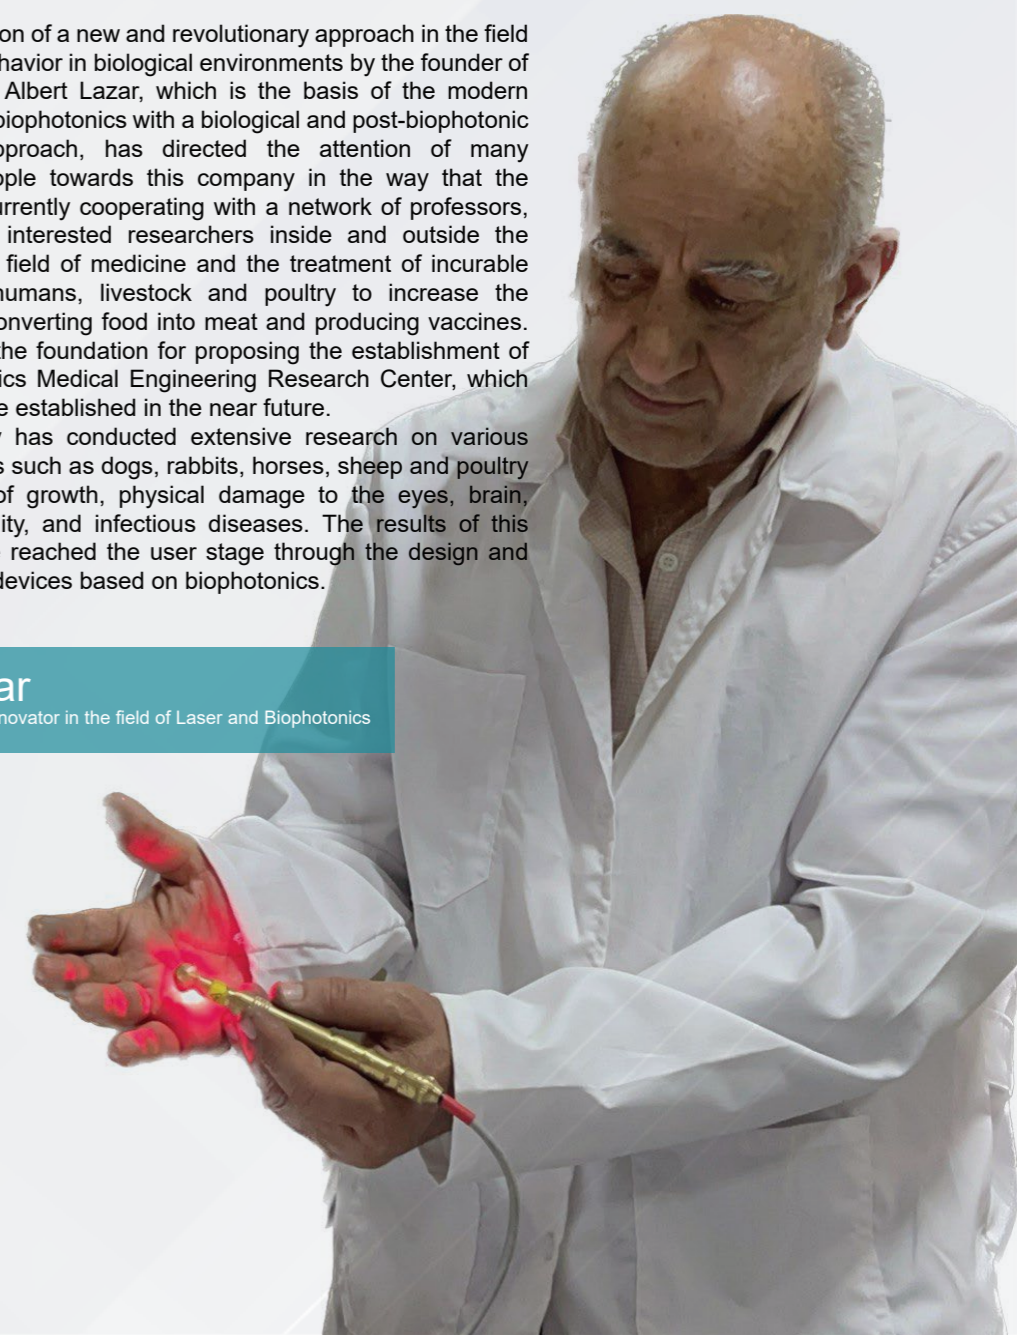 on of a new and revolutionary approach in the field
havior in biological environments by the founder of
Albert Lazar, which is the basis of the modern
biophotonics with a biological and post-biophotonic
proach, has directed the attention of many
ople towards this company in the way that the
urrently cooperating with a network of professors,
interested researchers inside and outside the
field of medicine and the treatment of incurable
humans, livestock and poultry to increase the
onverting food into meat and producing vaccines.
the foundation for proposing the establishment of
ics Medical Engineering Research Center, which
e established in the near future.
y has conducted extensive research on various
s such as dogs, rabbits, horses, sheep and poultry
of growth, physical damage to the eyes, brain,
ity, and infectious diseases. The results of this
reached the user stage through the design and
devices based on biophotonics.
ar
novator in the field of Laser and Biophotonics